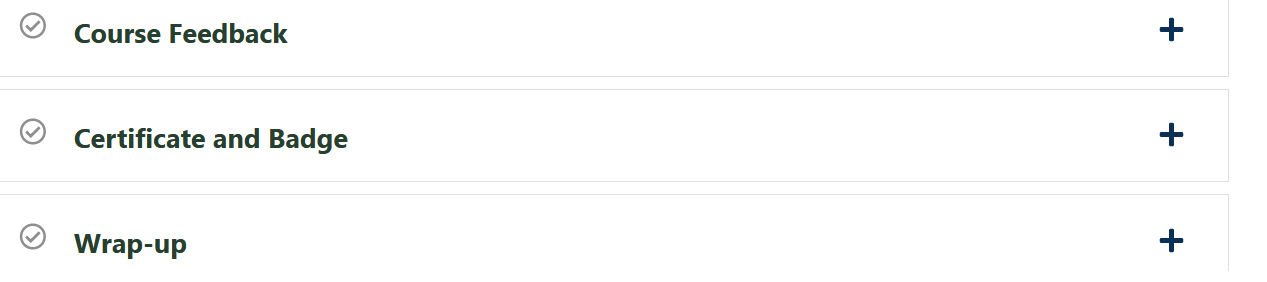 Course Feedback
Certificate and Badge
Wrap-up